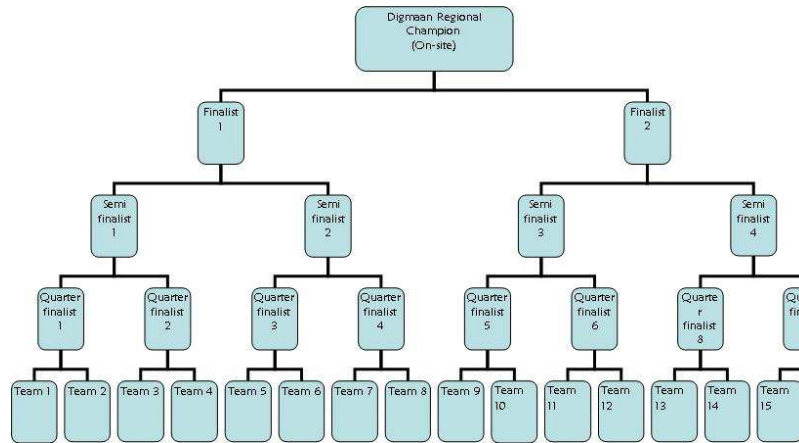 Digmaan Regional
Champion
(On-site)
Finalist
1
Finalist
2
Semi
finalist
1
Semi
finalist
2
Semi
finalist
3
Semi
finalist
4
Quarter
finalist
1
Quarter
finalist
2
Quarter
finalist
3
Quarter
finalist
4
Quarter
finalist
5
Quarter
finalist
6
Quarte
r
finalist
8
Team 1
Team 2
Team 3
Team 4
Team 5
Team 6
Team 7
Team 8
Team 9
Team
10
Team
11
Team
12
Team
13
Team
14
Team
15